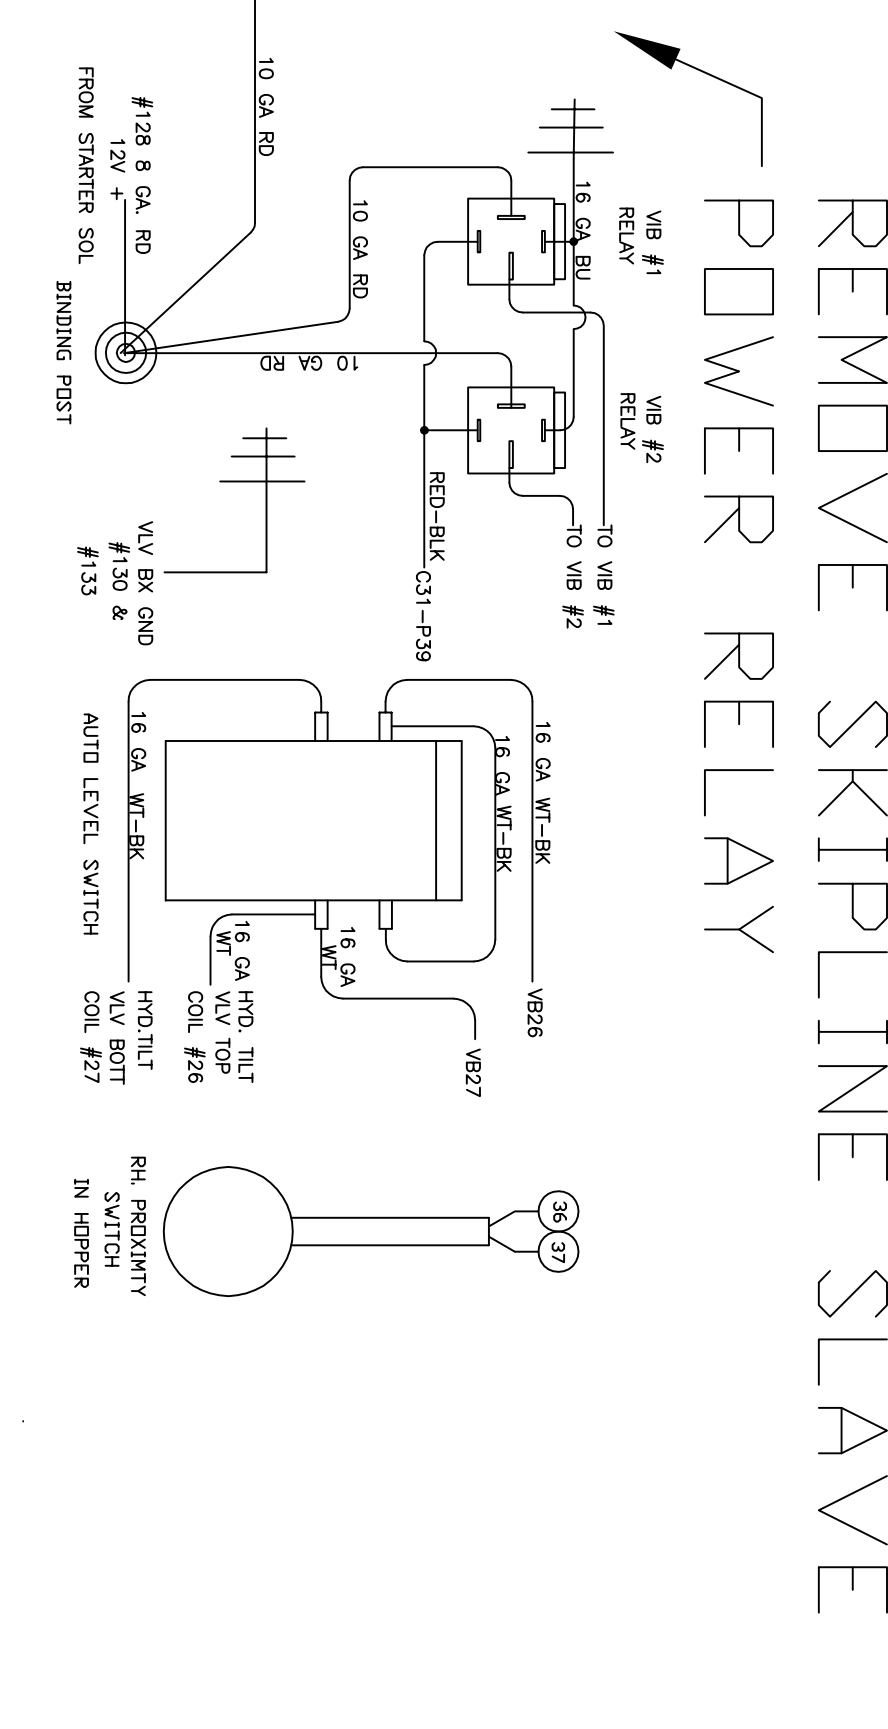 REMOVE SKIPLINE SLAVE
POWER RELAY
VIB #1
RELAY
VIB #2
RELAY
16 GA BU
TO VIB #1
TO VIB #2
RED-BLK
C31-P39
10 GA RD
10 GA RD
10 GA RD
#128 8 GA. RD
12V +
FROM STARTER SOL
BINDING POST
VLV BX GND
#130 &
#133
16 GA WT-BK
16 GA WT-BK
16 GA WT-BK
AUTO LEVEL SWITCH
VB26
VB27
16 GA
WT
16 GA
WT
HYD. TILT
VLV TOP
COIL #26
HYD.TILT
VLV BOTT
COIL #27
36
37
RH. PROXIMTY
SWITCH
IN HOPPER